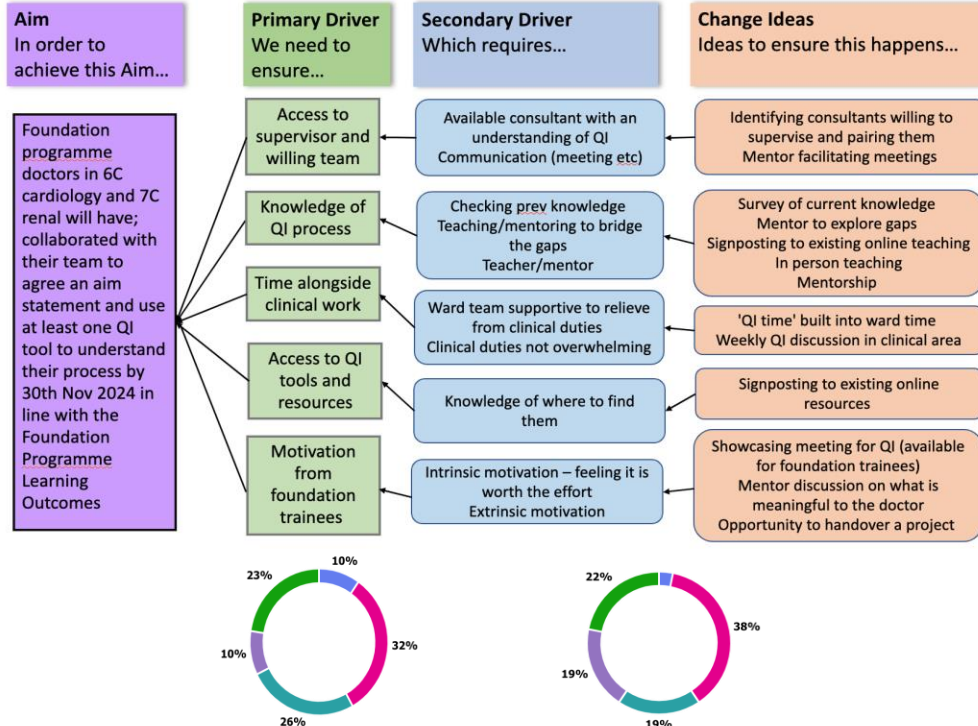 Aim
In order to
achieve this Aim...
Primary Driver
We need to
ensure...
Secondary Driver
Which requires...
Change Ideas
Ideas to ensure this happens...
Foundation
programme
doctors in 6C
cardiology and 7C
renal will have;
collaborated with
their team to
agree an aim
statement and use
at least one QI
tool to understand
their process by
30th Nov 2024 in
line with the
Foundation
Programme
Learning
Outcomes
Access to
supervisor and
willing team
Available consultant with an
understanding of QI
Communication (meeting etc)
Identifying consultants willing to
supervise and pairing them
Mentor facilitating meetings
Knowledge of
QI process
Checking prev knowledge
Teaching/mentoring to bridge
the gaps
Teacher/mentor
Survey of current knowledge
Mentor to explore gaps
Signposting to existing online teaching
In person teaching
Mentorship
Time alongside
clinical work
Ward team supportive to relieve
from clinical duties
Clinical duties not overwhelming
'QI time' built into ward time
Weekly QI discussion in clinical area
Access to QI
tools and
resources
Knowledge of where to find
them
Signposting to existing online
resources
Motivation
from
foundation
trainees
Intrinsic motivation – feeling it is
worth the effort
Extrinsic motivation
Showcasing meeting for QI (available
for foundation trainees)
Mentor discussion on what is
meaningful to the doctor
Opportunity to handover a project
10%
23%
32%
10%
26%
22%
38%
19%
19%